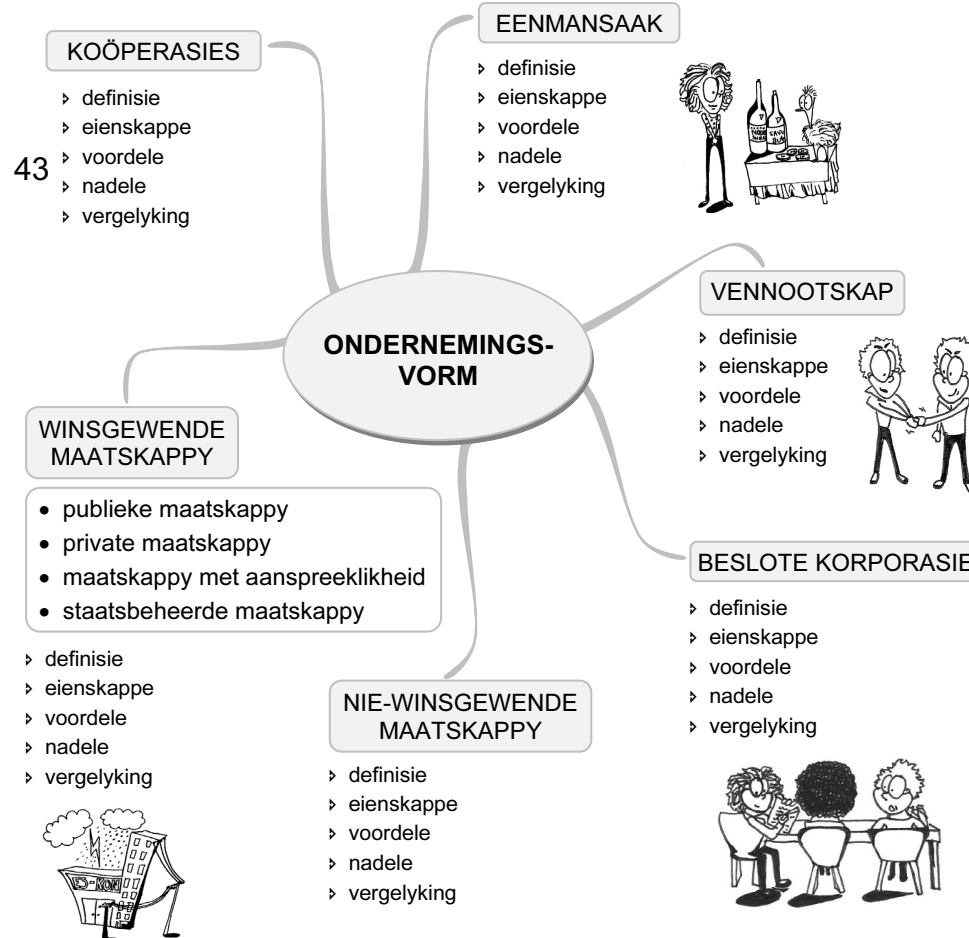 KOÖPERASIES
▹ definisie
▹ eienskappe
▹ voordele
▹ nadele
▹ vergelyking
43
EENMANSAAK
▹ definisie
▹ eienskappe
▹ voordele
▹ nadele
▹ vergelyking
ONDERNEMINGS-
VORM
VENNOOTSKAP
▹ definisie
▹ eienskappe
▹ voordele
▹ nadele
▹ vergelyking
WINSGEWENDE
MAATSKAPPY
• publieke maatskappy
• private maatskappy
• maatskappy met aanspreeklikheid
• staatsbeheerde maatskappy
▹ definisie
▹ eienskappe
▹ voordele
▹ nadele
▹ vergelyking
NIE-WINSGEWENDE
MAATSKAPPY
▹ definisie
▹ eienskappe
▹ voordele
▹ nadele
▹ vergelyking
BESLOTE KORPORASIE
▹ definisie
▹ eienskappe
▹ voordele
▹ nadele
▹ vergelyking